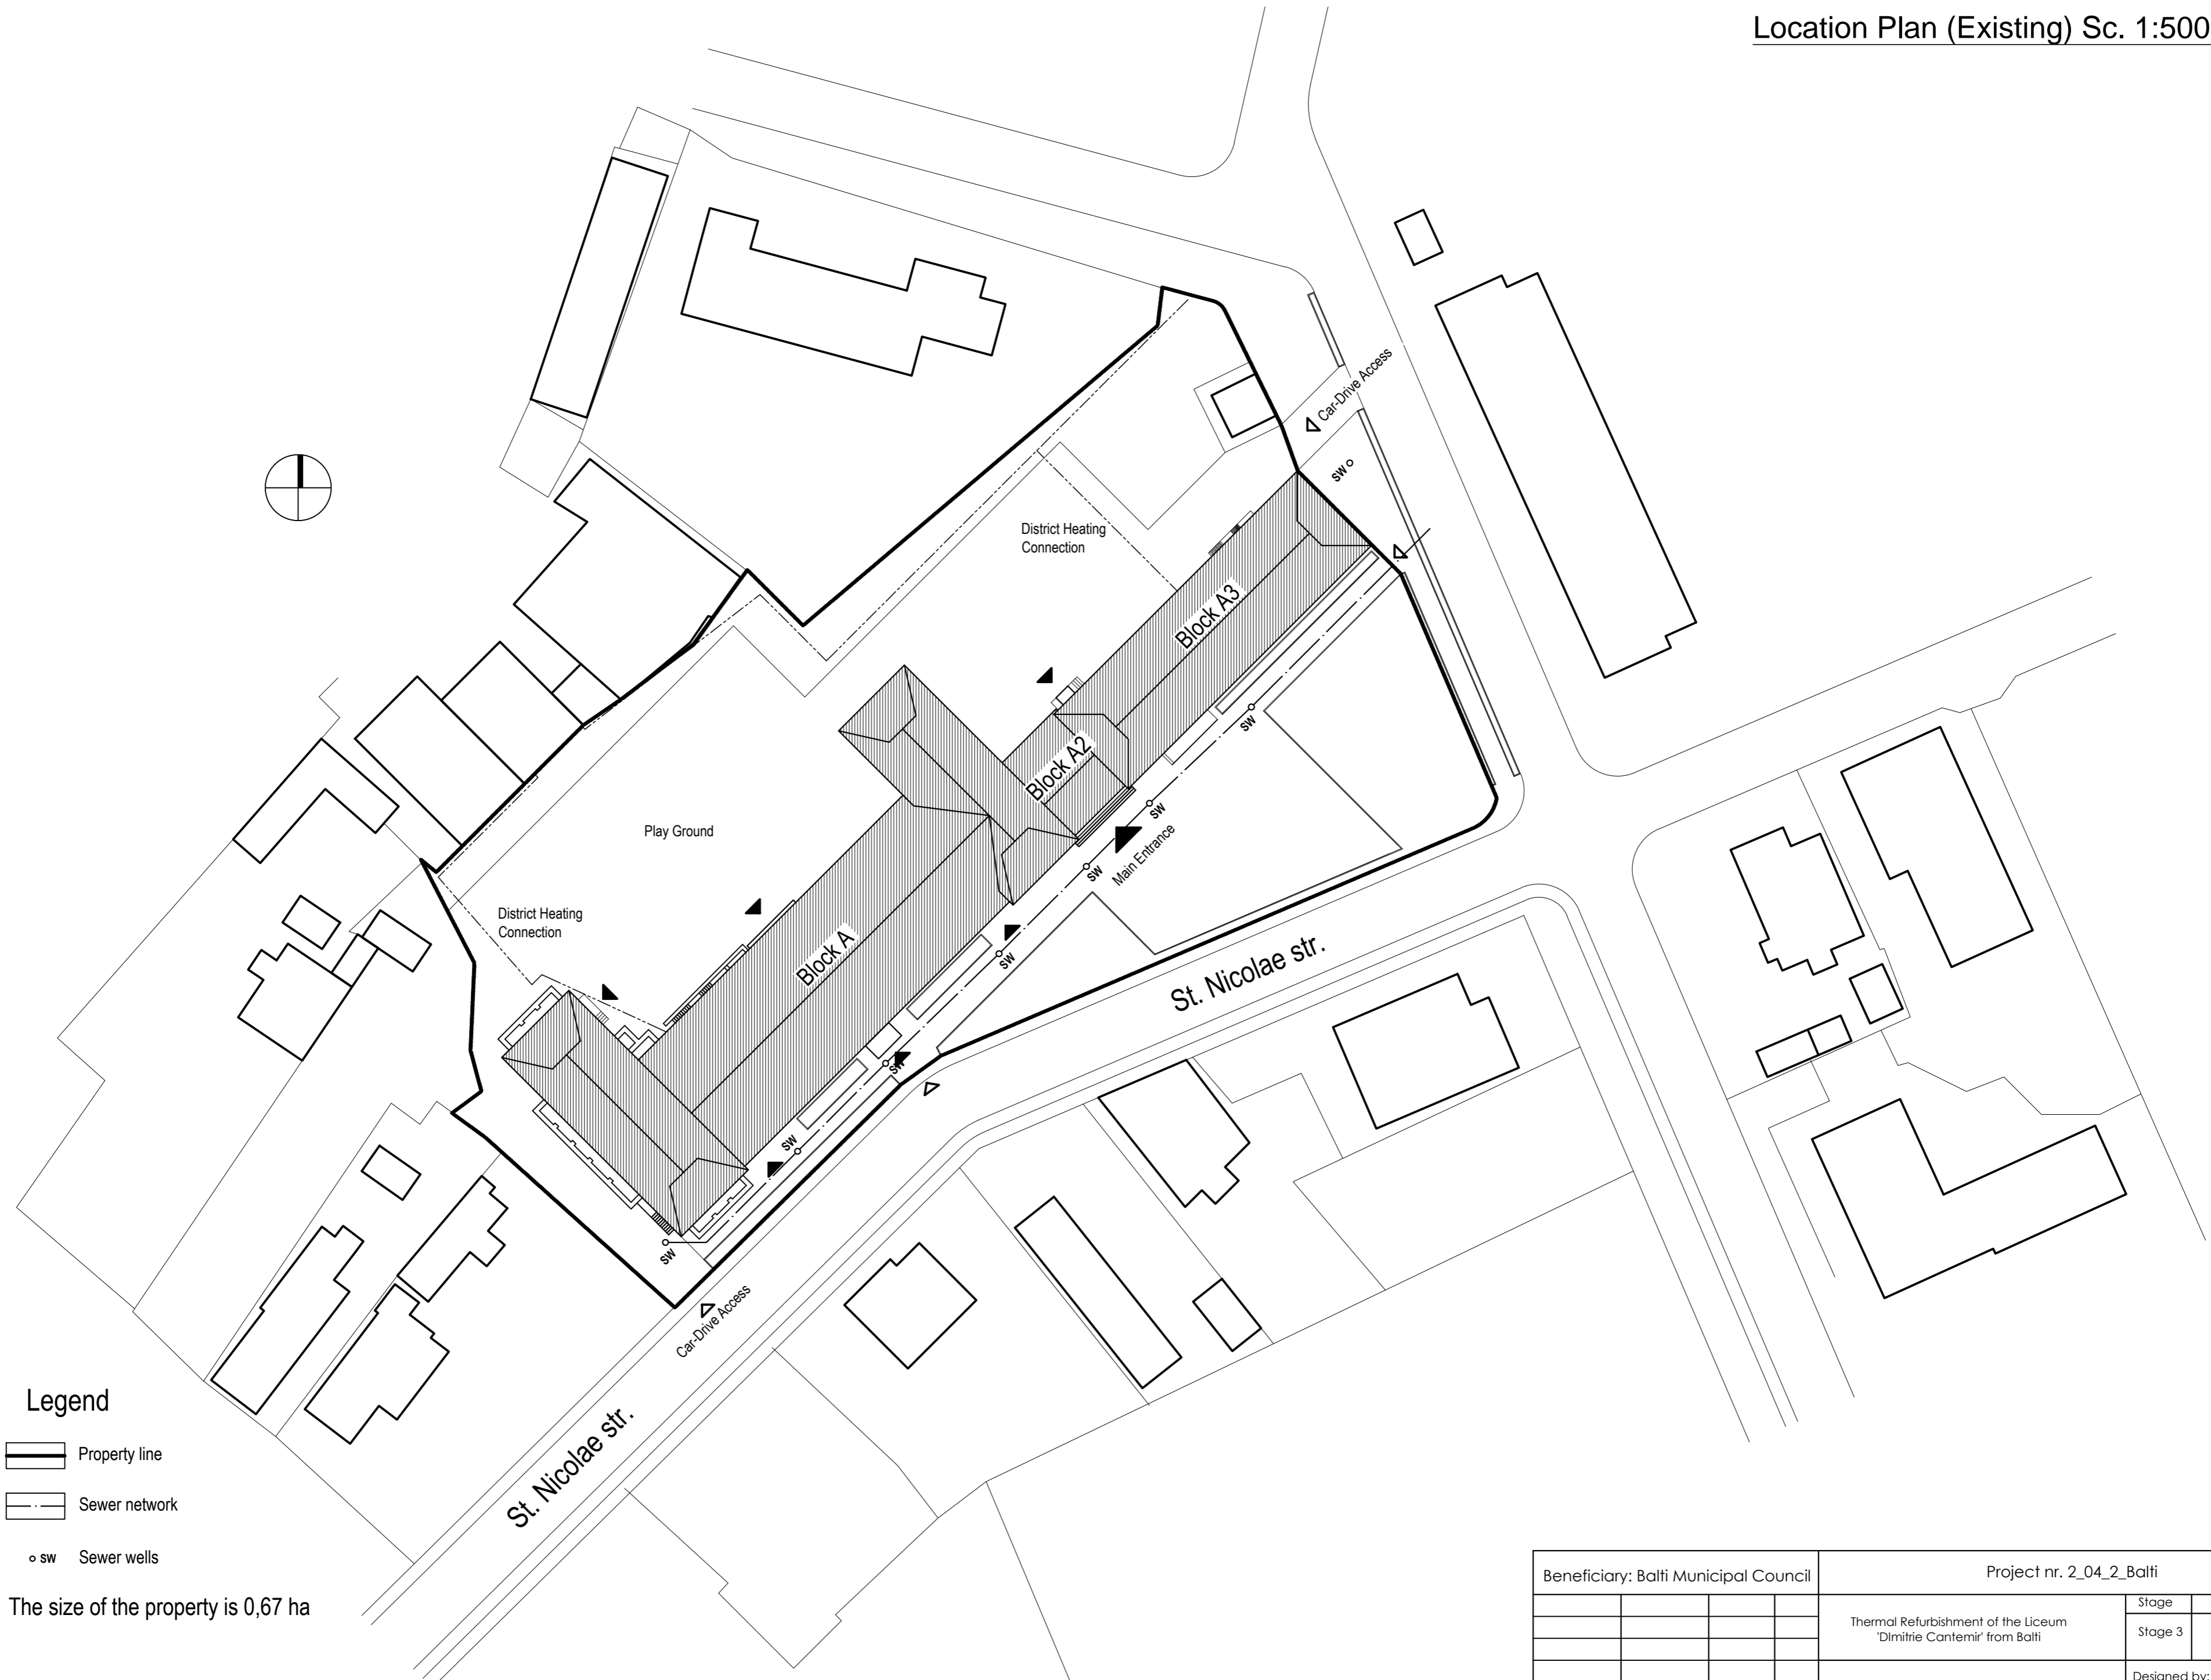 Location Plan (Existing) Sc. 1:500
Car-Drive Access
SW
District Heating
Connection
Block A3
SW
Block A2
SW
Main Entrance
SW
Play Ground
District Heating
Connection
Block A
SW
St. Nicolae str.
SW
SW
SW
Car-Drive Access
St. Nicolae str.
Legend
Property line
Sewer network
SW Sewer wells
The size of the property is 0,67 ha
Beneficiary: Balti Municipal Council
Project nr. 2_04_2_Balti
Thermal Refurbishment of the Liceum
'DImitrie Cantemir' from Balti
Stage
Stage 3
Designed by: